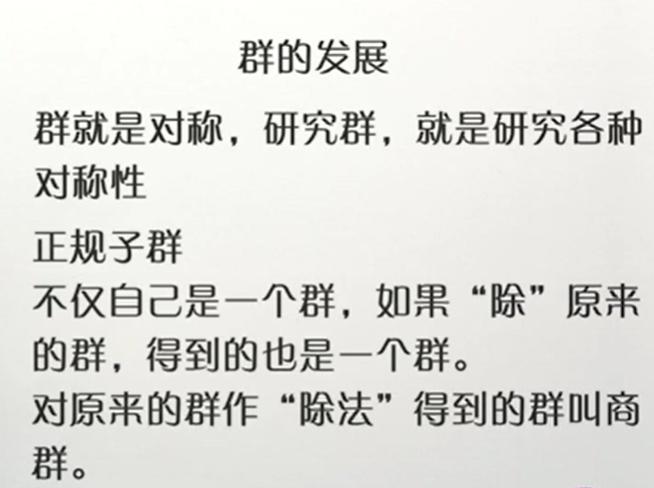 群的发展
群就是对称，研究群，就是研究各种
对称性
正规子群
不仅自己是一个群，如果“除”原来
的群，得到的也是一个群。
对原来的群作“除法”得到的群叫商
群。